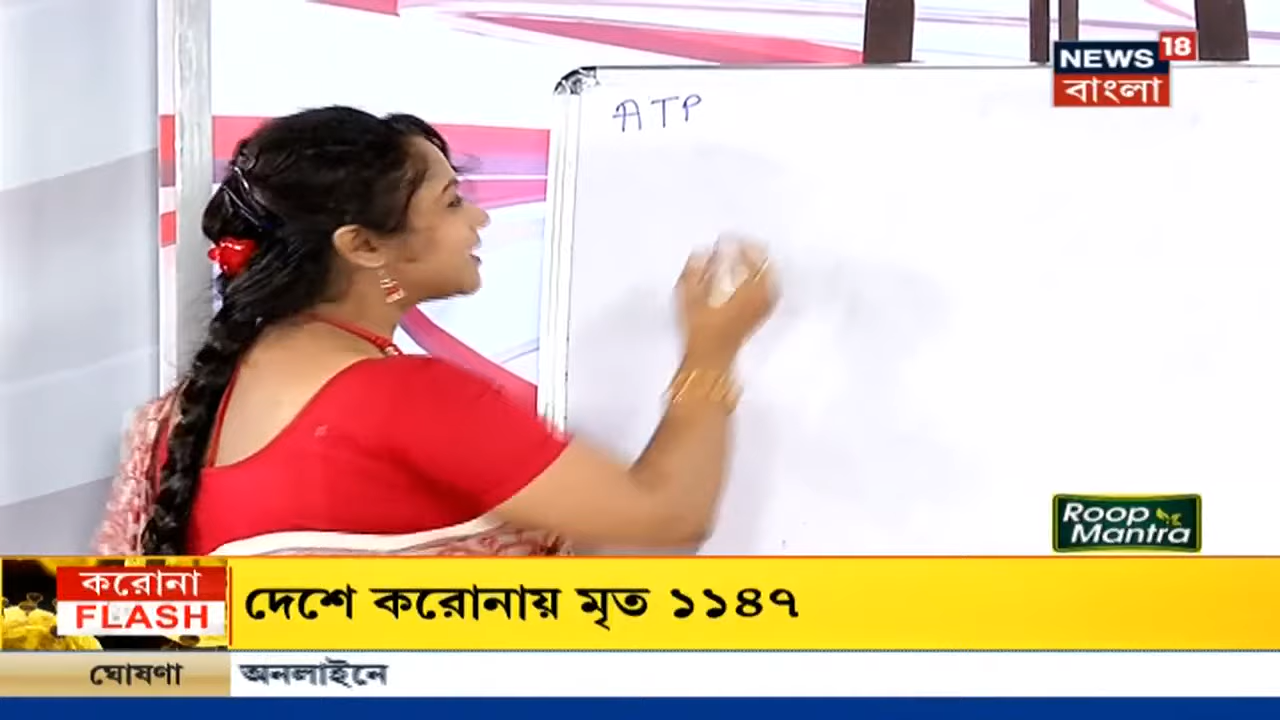 NEWS 18
বাংলা
ATP
Roop
Mantra
করোনা
FLASH
দেশে করোনায় মৃত ১১৪৭
ঘোষণা
অনলাইনে